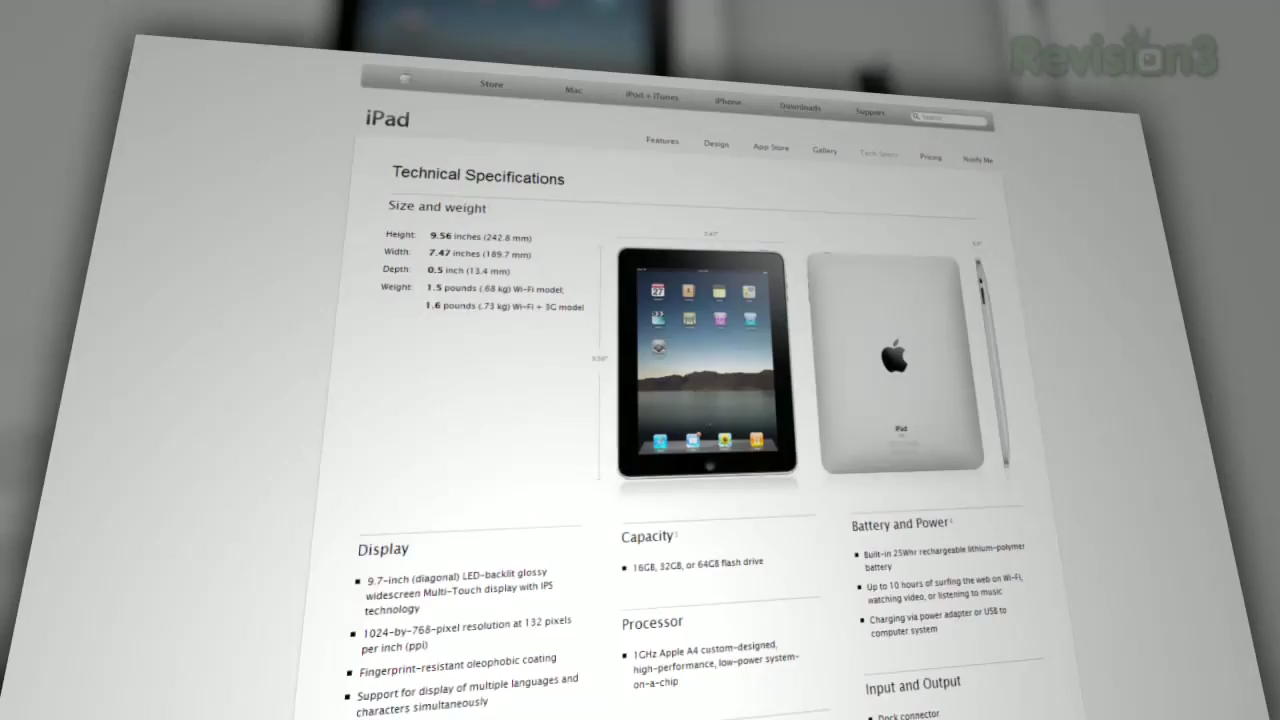 Revision3
Store Mac iPod + iTunes iPhone Downloads Support Search
iPad
Features Design App Store Gallery Tech Specs Pricing Notify Me
Technical Specifications
Size and weight
Height: 9.56 inches (242.8 mm)
Width: 7.47 inches (189.7 mm)
Depth: 0.5 inch (13.4 mm)
Weight: 1.5 pounds (.68 kg) Wi-Fi model;
1.6 pounds (.73 kg) Wi-Fi + 3G model
7.47"
9.56"
27
iPad
Display
9.7-inch (diagonal) LED-backlit glossy
widescreen Multi-Touch display with IPS
technology
1024-by-768-pixel resolution at 132 pixels
per inch (ppi)
Fingerprint-resistant oleophobic coating
Support for display of multiple languages and
characters simultaneously
Capacity
16GB, 32GB, or 64GB flash drive
Processor
1GHz Apple A4 custom-designed,
high-performance, low-power system-
on-a-chip
Battery and Power
Built-in 25Whr rechargeable lithium-polymer
battery
Up to 10 hours of surfing the web on Wi-Fi,
watching video, or listening to music
Charging via power adapter or USB to
computer system
Input and Output
Dock connector